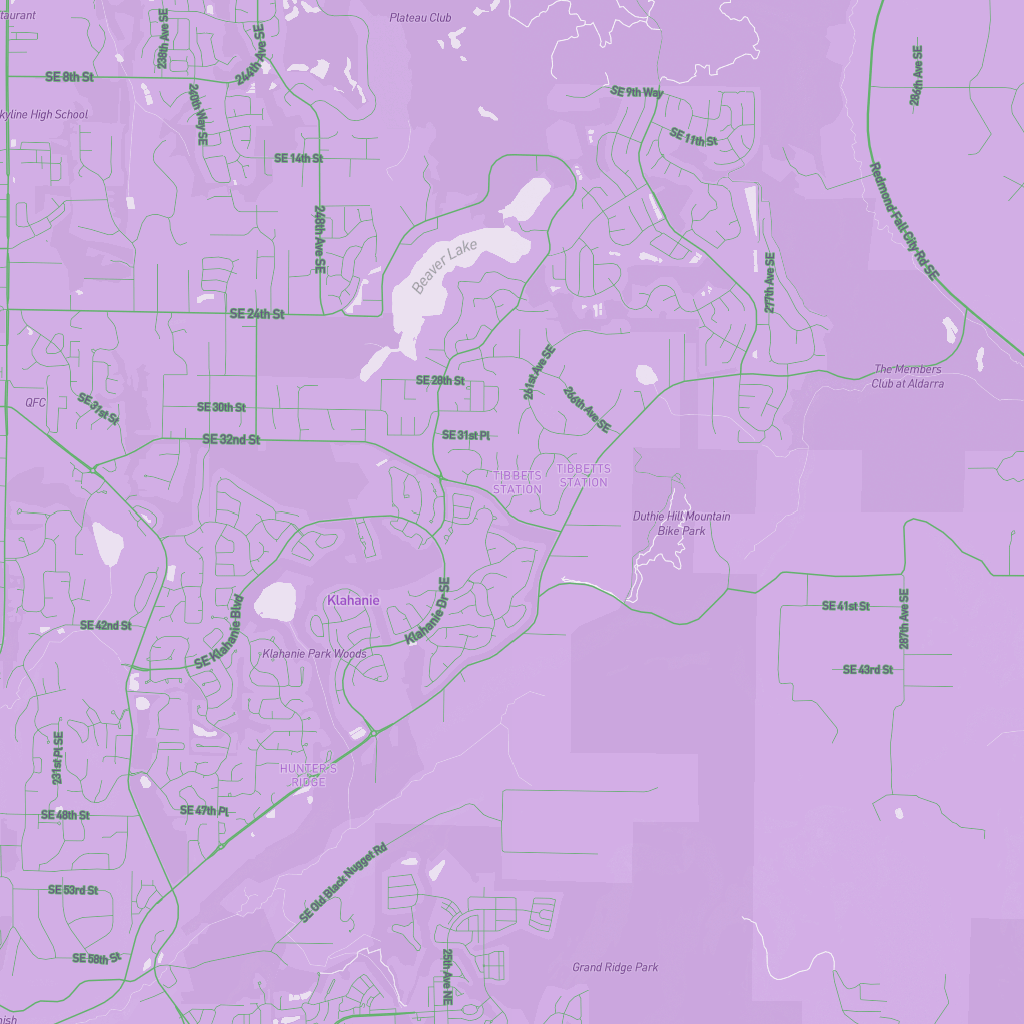 taurant
Plateau Club
238th Ave SE
244th Ave SE
SE 8th St
240th Way SE
SE 9th Way
286th Ave SE
kyline High School
SE 11th St
SE 14th St
Redmond Fall City Rd SE
248th Ave SE
Beaver Lake
277th Ave SE
SE 24th St
261st Ave SE
The Members
Club at Aldarra
SE 28th St
266th Ave SE
QFC
SE 31st St
SE 30th St
SE 32nd St
SE 31st Pl
TIBBETS
STATION
TIBBETTS
STATION
Duthie Hill Mountain
Bike Park
Klahanie
Klahanie Dr SE
SE Klahanie Blvd
SE 42nd St
Klahanie Park Woods
SE 41st St
287th Ave SE
SE 43rd St
231st Pl SE
HUNTER'S
RIDGE
SE 47th Pl
SE 48th St
SE Old Black Nugget Rd
SE 53rd St
SE 58th St
25th Ave NE
Grand Ridge Park
nish